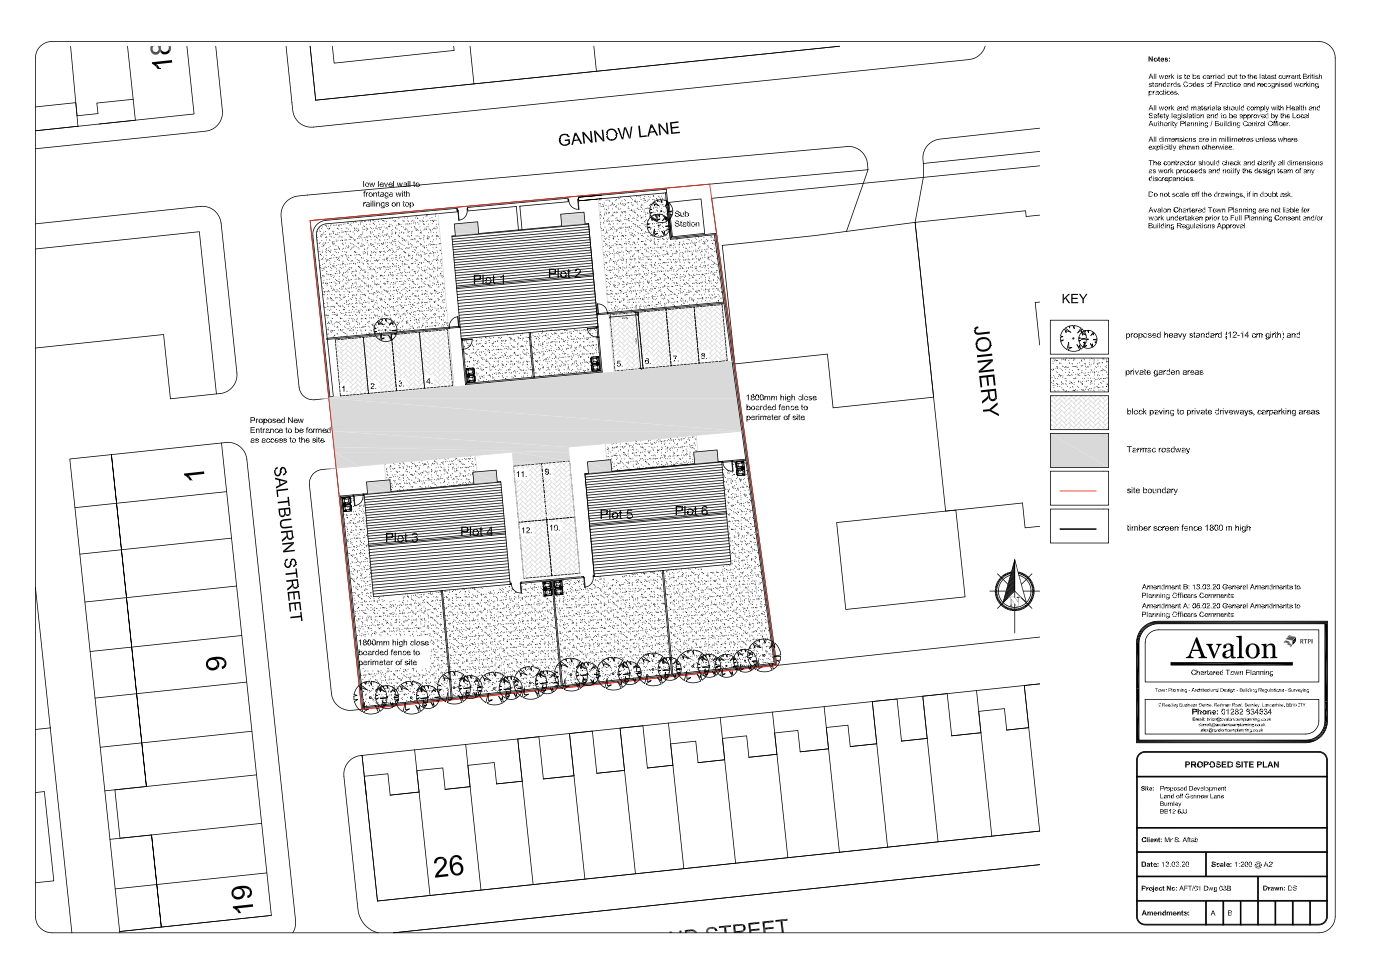 18
GANNOW LANE
low level wall to
frontage with
railings on top
Sub
Station
Plot 1
Plot 2
1.
2.
3.
4.
5.
6.
7.
8.
JOINERY
1800mm high close
boarded fence to
perimeter of site
Proposed New
Entrance to be formed
as access to the site
SALTBURN STREET
1
9
19
11.
9.
12.
10.
Plot 3
Plot 4
Plot 5
Plot 6
1800mm high close
boarded fence to
perimeter of site
26
STREET
Notes:
All work is to be carried out to the latest current British
standards Codes of Practice and recognised working
practices.
All work and materials should comply with Health and
Safety legislation and to be approved by the Local
Authority Planning / Building Control Officer.
All dimensions are in millimetres unless where
explicitly shown otherwise.
The contractor should check and clarify all dimensions
as work proceeds and notify the design team of any
discrepancies.
Do not scale off the drawings, if in doubt ask.
Avalon Chartered Town Planning are not liable for
work undertaken prior to Full Planning Consent and/or
Building Regulations Approval
KEY
proposed heavy standard (12-14 cm girth) and
private garden areas
block paving to private driveways, carparking areas
Tarmac roadway
site boundary
timber screen fence 1800 m high
Amendment B: 13.03.20 General Amendments to
Planning Officers Comments
Amendment A: 06.02.20 General Amendments to
Planning Officers Comments
Avalon
RTPI
Chartered Town Planning
Town Planning - Architectural Design - Building Regulations - Surveying
Phone: 01282 834834
PROPOSED SITE PLAN
Site: Proposed Development
Land off Gannow Lane
Burnley
BB12 6JJ
Client: Mr S. Aftab
Date: 13.03.20
Scale: 1:200 @ A2
Project No: AFT/01 Dwg 03B
Drawn: DS
Amendments: A B